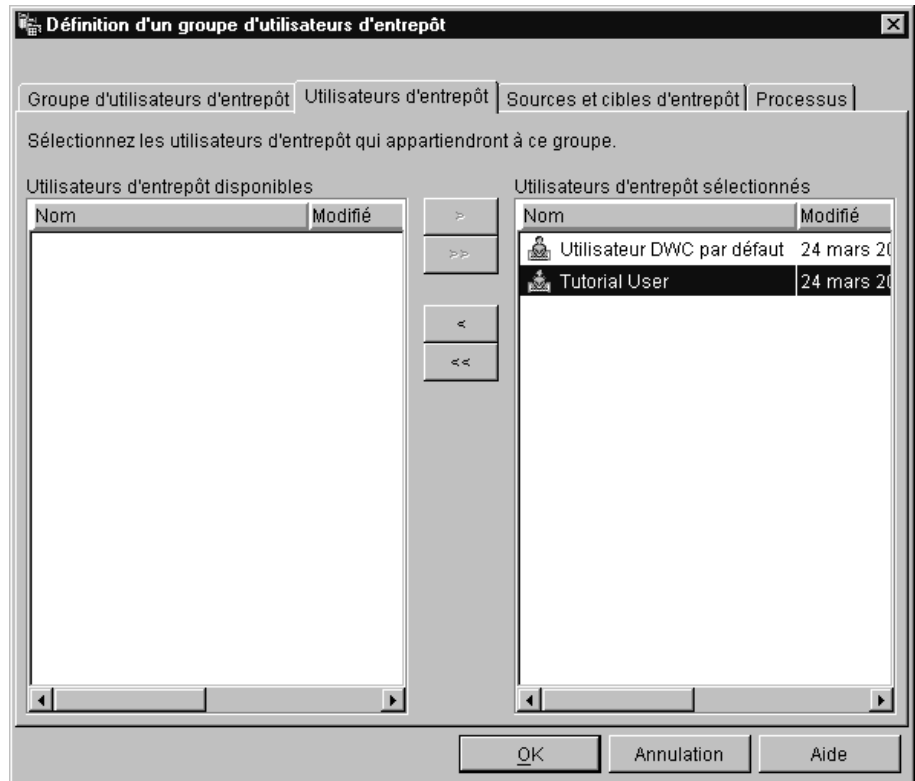 Définition d'un groupe d'utilisateurs d'entrepôt
Groupe d'utilisateurs d'entrepôt Utilisateurs d'entrepôt Sources et cibles d'entrepôt Processus
Sélectionnez les utilisateurs d'entrepôt qui appartiendront à ce groupe.
Utilisateurs d'entrepôt disponibles
Nom Modifié
>
>>
<
<<
Utilisateurs d'entrepôt sélectionnés
Nom Modifié
Utilisateur DWC par défaut 24 mars 20
Tutorial User 24 mars 20
OK Annulation Aide